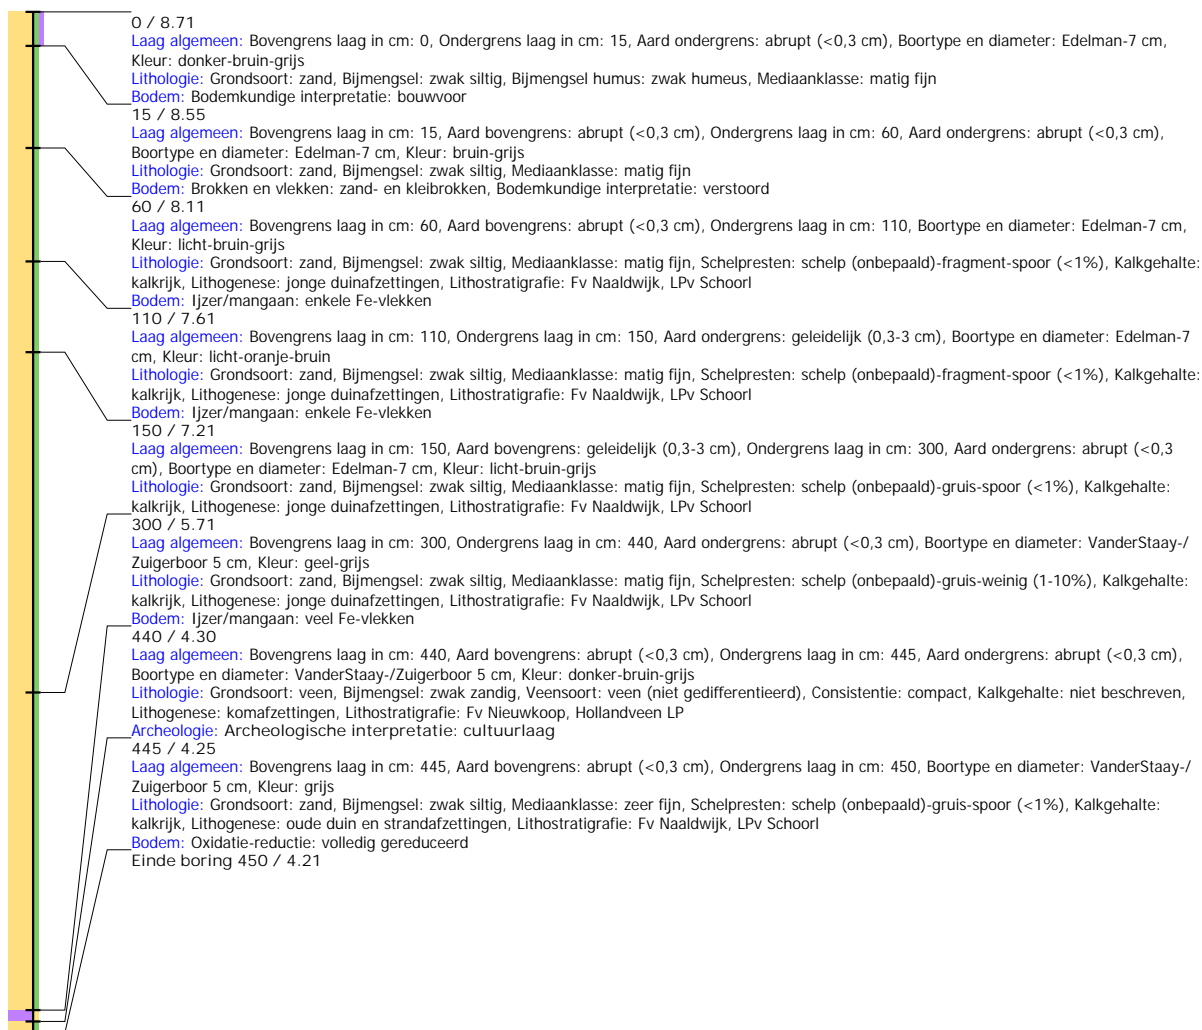 0 / 8.71
Laag algemeen: Bovengrens laag in cm: 0, Ondergrens laag in cm: 15, Aard ondergrens: abrupt (<0,3 cm), Boortype en diameter: Edelman-7 cm,
Kleur: donker-bruin-grijs
Lithologie: Grondsoort: zand, Bijmengsel: zwak siltig, Bijmengsel humus: zwak humeus, Mediaanklasse: matig fijn
Bodem: Bodemkundige interpretatie: bouwvoor
15 / 8.55
Laag algemeen: Bovengrens laag in cm: 15, Aard bovengrens: abrupt (<0,3 cm), Ondergrens laag in cm: 60, Aard ondergrens: abrupt (<0,3 cm),
Boortype en diameter: Edelman-7 cm, Kleur: bruin-grijs
Lithologie: Grondsoort: zand, Bijmengsel: zwak siltig, Mediaanklasse: matig fijn
Bodem: Brokken en vlekken: zand- en kleibrokken, Bodemkundige interpretatie: verstoord
60 / 8.11
Laag algemeen: Bovengrens laag in cm: 60, Aard bovengrens: abrupt (<0,3 cm), Ondergrens laag in cm: 110, Boortype en diameter: Edelman-7 cm,
Kleur: licht-bruin-grijs
Lithologie: Grondsoort: zand, Bijmengsel: zwak siltig, Mediaanklasse: matig fijn, Schelpresten: schelp (onbepaald)-fragment-spoor (<1%), Kalkgehalte:
kalkrijk, Lithogenese: jonge duinafzettingen, Lithostratigrafie: Fv Naaldwijk, LPv Schoorl
Bodem: Ijzer/mangaan: enkele Fe-vlekken
110 / 7.61
Laag algemeen: Bovengrens laag in cm: 110, Ondergrens laag in cm: 150, Aard ondergrens: geleidelijk (0,3-3 cm), Boortype en diameter: Edelman-7
cm, Kleur: licht-oranje-bruin
Lithologie: Grondsoort: zand, Bijmengsel: zwak siltig, Mediaanklasse: matig fijn, Schelpresten: schelp (onbepaald)-fragment-spoor (<1%), Kalkgehalte:
kalkrijk, Lithogenese: jonge duinafzettingen, Lithostratigrafie: Fv Naaldwijk, LPv Schoorl
Bodem: Ijzer/mangaan: enkele Fe-vlekken
150 / 7.21
Laag algemeen: Bovengrens laag in cm: 150, Aard bovengrens: geleidelijk (0,3-3 cm), Ondergrens laag in cm: 300, Aard ondergrens: abrupt (<0,3
cm), Boortype en diameter: Edelman-7 cm, Kleur: licht-bruin-grijs
Lithologie: Grondsoort: zand, Bijmengsel: zwak siltig, Mediaanklasse: matig fijn, Schelpresten: schelp (onbepaald)-gruis-spoor (<1%), Kalkgehalte:
kalkrijk, Lithogenese: jonge duinafzettingen, Lithostratigrafie: Fv Naaldwijk, LPv Schoorl
300 / 5.71
Laag algemeen: Bovengrens laag in cm: 300, Ondergrens laag in cm: 440, Aard ondergrens: abrupt (<0,3 cm), Boortype en diameter: VanderStaay-/
Zuigerboor 5 cm, Kleur: geel-grijs
Lithologie: Grondsoort: zand, Bijmengsel: zwak siltig, Mediaanklasse: matig fijn, Schelpresten: schelp (onbepaald)-gruis-weinig (1-10%), Kalkgehalte:
kalkrijk, Lithogenese: jonge duinafzettingen, Lithostratigrafie: Fv Naaldwijk, LPv Schoorl
Bodem: Ijzer/mangaan: veel Fe-vlekken
440 / 4.30
Laag algemeen: Bovengrens laag in cm: 440, Aard bovengrens: abrupt (<0,3 cm), Ondergrens laag in cm: 445, Aard ondergrens: abrupt (<0,3 cm),
Boortype en diameter: VanderStaay-/Zuigerboor 5 cm, Kleur: donker-bruin-grijs
Lithologie: Grondsoort: veen, Bijmengsel: zwak zandig, Veensoort: veen (niet gedifferentieerd), Consistentie: compact, Kalkgehalte: niet beschreven,
Lithogenese: komafzettingen, Lithostratigrafie: Fv Nieuwkoop, Hollandveen LP
Archeologie: Archeologische interpretatie: cultuurlaag
445 / 4.25
Laag algemeen: Bovengrens laag in cm: 445, Aard bovengrens: abrupt (<0,3 cm), Ondergrens laag in cm: 450, Boortype en diameter: VanderStaay-/
Zuigerboor 5 cm, Kleur: grijs
Lithologie: Grondsoort: zand, Bijmengsel: zwak siltig, Mediaanklasse: zeer fijn, Schelpresten: schelp (onbepaald)-gruis-spoor (<1%), Kalkgehalte:
kalkrijk, Lithogenese: oude duin en strandafzettingen, Lithostratigrafie: Fv Naaldwijk, LPv Schoorl
Bodem: Oxidatie-reductie: volledig gereduceerd
Einde boring 450 / 4.21